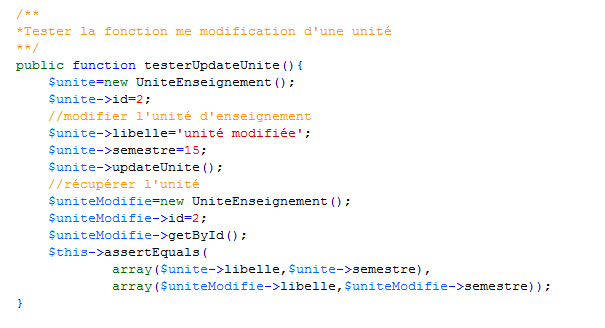 /**
*Tester la fonction me modification d'une unité
**/
public function testerUpdateUnite(){
$unite=new UniteEnseignement();
$unite->id=2;
//modifier l'unité d'enseignement
$unite->libelle='unité modifiée';
$unite->semestre=15;
$unite->updateUnite();
//récupérer l'unité
$uniteModifie=new UniteEnseignement();
$uniteModifie->id=2;
$uniteModifie->getById();
$this->assertEquals(
array($unite->libelle,$unite->semestre),
array($uniteModifie->libelle,$uniteModifie->semestre));
}